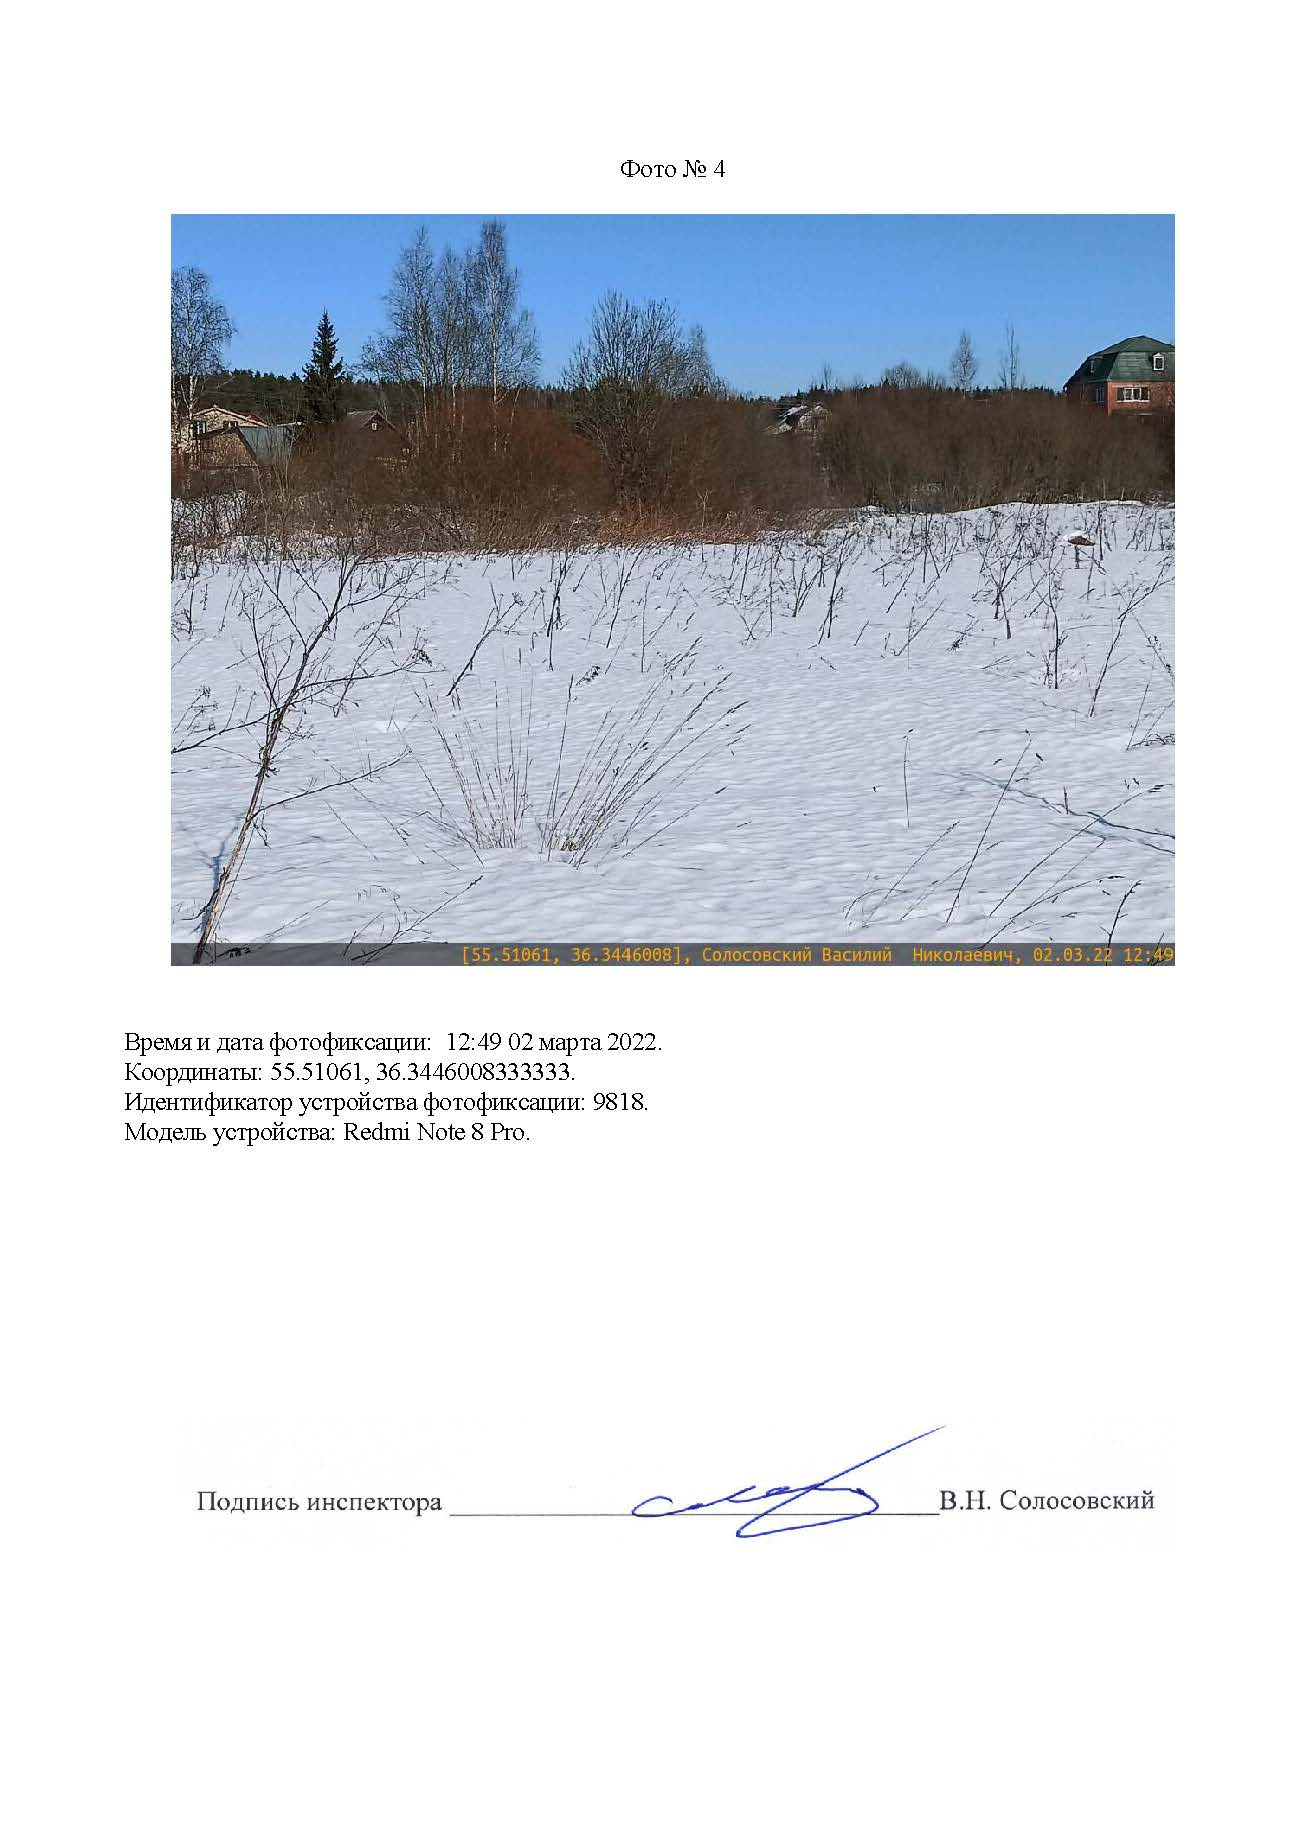 Фото № 4
[55.51061, 36.3446008], Солосовский Василий Николаевич, 02.03.22 12:49
Время и дата фотофиксации: 12:49 02 марта 2022.
Координаты: 55.51061, 36.3446008333333.
Идентификатор устройства фотофиксации: 9818.
Модель устройства: Redmi Note 8 Pro.
Подпись инспектора В.Н. Солосовский